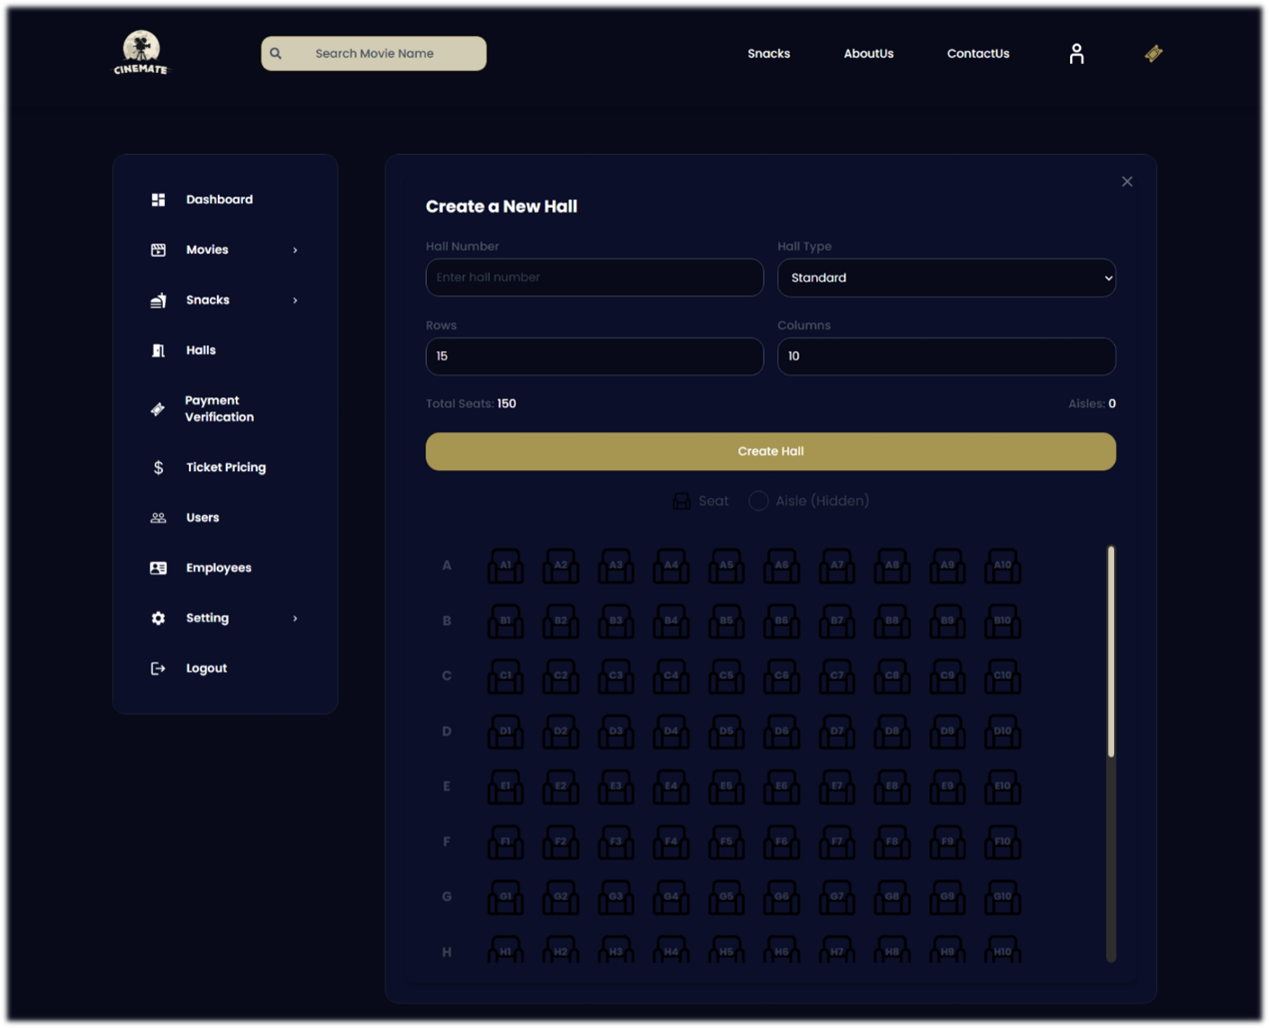 CINEMATE
Search Movie Name
Snacks
AboutUs
ContactUs
Dashboard
Movies
Snacks
Halls
Payment
Verification
Ticket Pricing
Users
Employees
Setting
Logout
Create a New Hall
Hall Number
Hall Type
Enter hall number
Standard
Rows
Columns
15
10
Total Seats: 150
Aisles: 0
Create Hall
Seat
Aisle (Hidden)
A A1 A2 A3 A4 A5 A6 A7 A8 A9 A10
B B1 B2 B3 B4 B5 B6 B7 B8 B9 B10
C C1 C2 C3 C4 C5 C6 C7 C8 C9 C10
D D1 D2 D3 D4 D5 D6 D7 D8 D9 D10
E E1 E2 E3 E4 E5 E6 E7 E8 E9 E10
F F1 F2 F3 F4 F5 F6 F7 F8 F9 F10
G G1 G2 G3 G4 G5 G6 G7 G8 G9 G10
H H1 H2 H3 H4 H5 H6 H7 H8 H9 H10